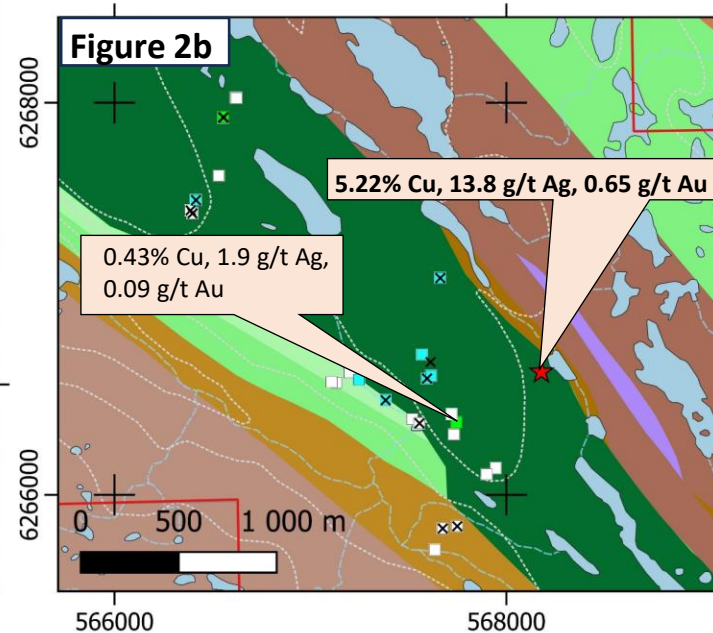 Figure 2b
6268000
5.22% Cu, 13.8 g/t Ag, 0.65 g/t Au
0.43% Cu, 1.9 g/t Ag,
0.09 g/t Au
6266000
0 500 1 000 m
566000 568000